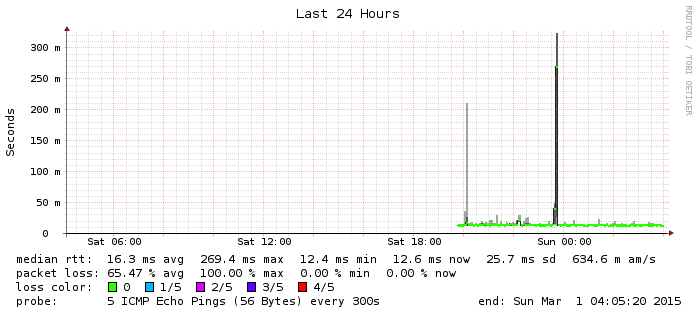 Last 24 Hours
RRDTOOL / TOBI OETIKER
Seconds
300 m
250 m
200 m
150 m
100 m
50 m
0
Sat 06:00 Sat 12:00 Sat 18:00 Sun 00:00
median rtt: 16.3 ms avg 269.4 ms max 12.4 ms min 12.6 ms now 25.7 ms sd 634.6 m am/s
packet loss: 65.47 % avg 100.00 % max 0.00 % min 0.00 % now
loss color: 0 1/5 2/5 3/5 4/5
probe: 5 ICMP Echo Pings (56 Bytes) every 300s end: Sun Mar 1 04:05:20 2015